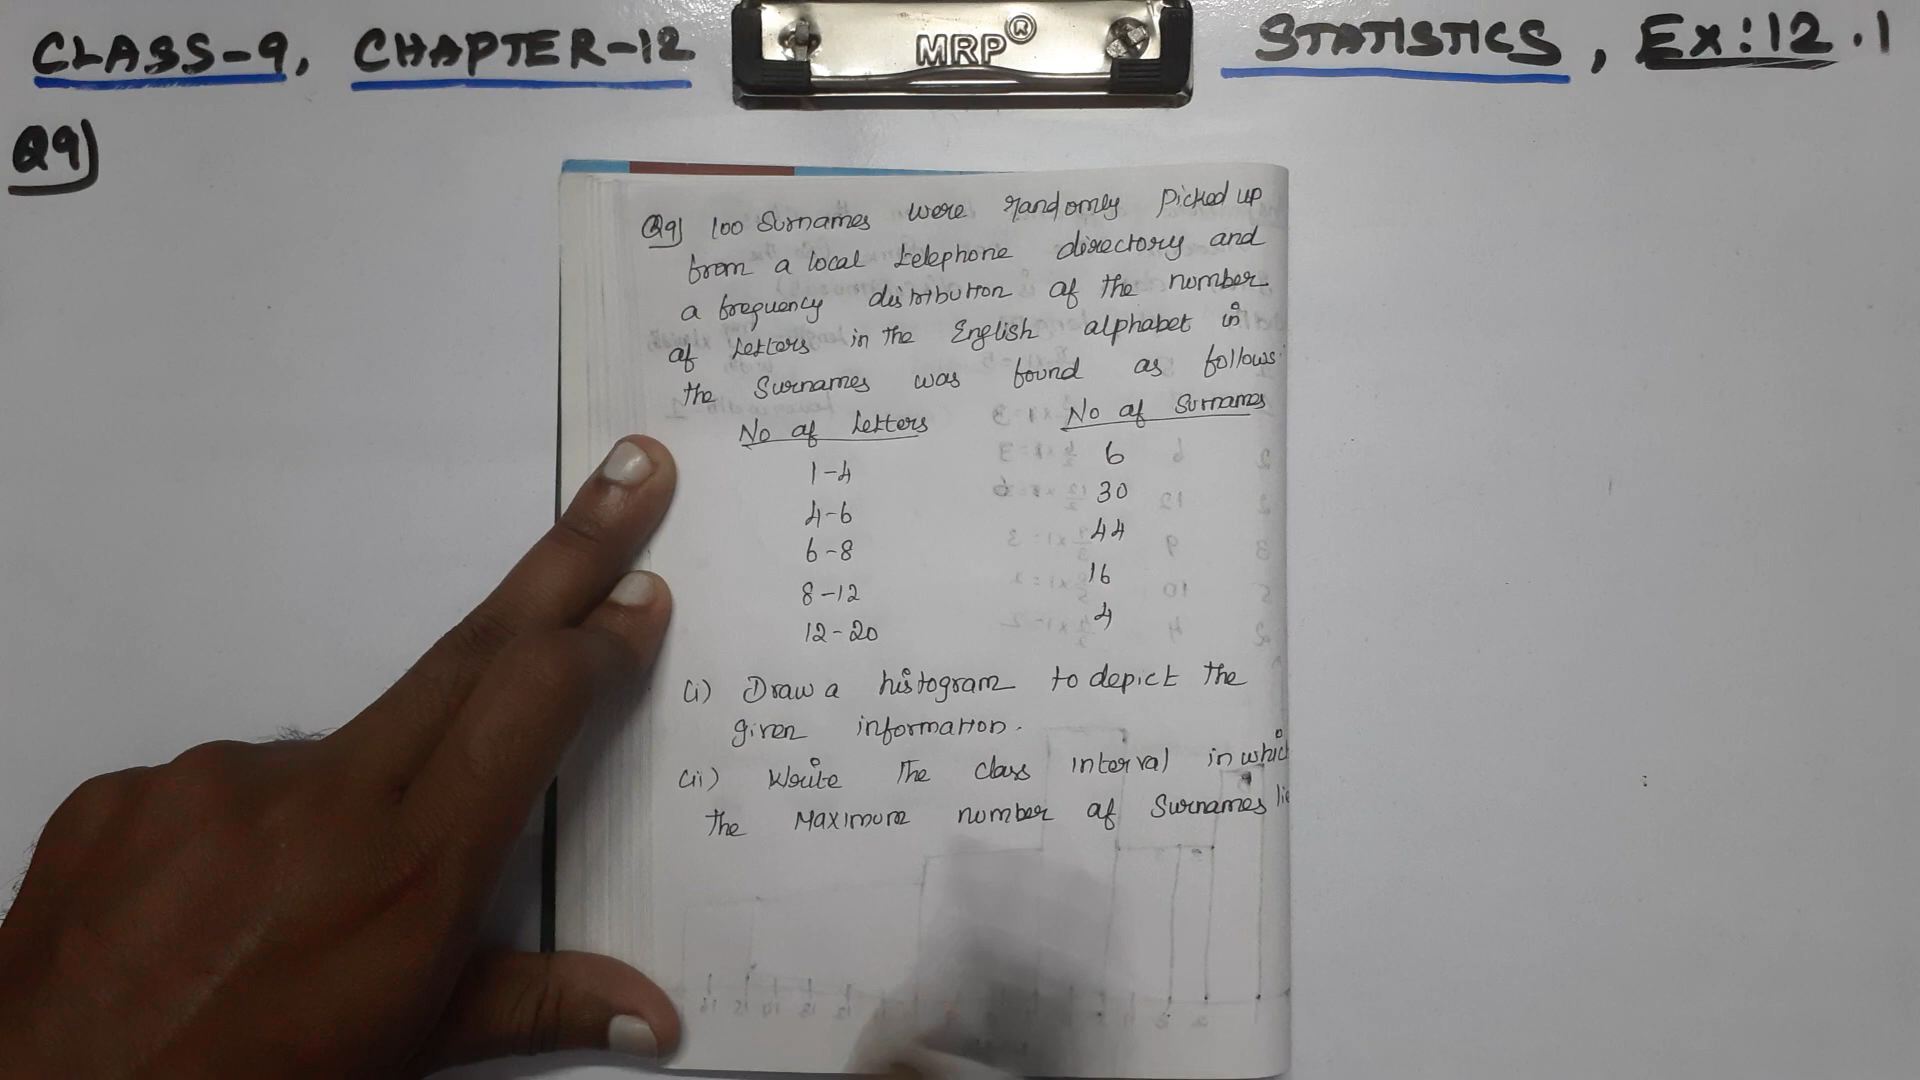 CLASS-9, CHAPTER-12
MRP®
STATISTICS, Ex:12.1
Q9)
Q9) 100 Surnames were randomly Picked up
from a local telephone directory and
a frequency distribution of the number
of Letters in the English alphabet in
the Surnames was found as follows:
No of Letters No of Surnames
1-4 6
4-6 30
6-8 44
8-12 16
12-20 4
(i) Draw a histogram to depict the
given information.
(ii) Write The class interval in which
the Maximum number of Surnames lie